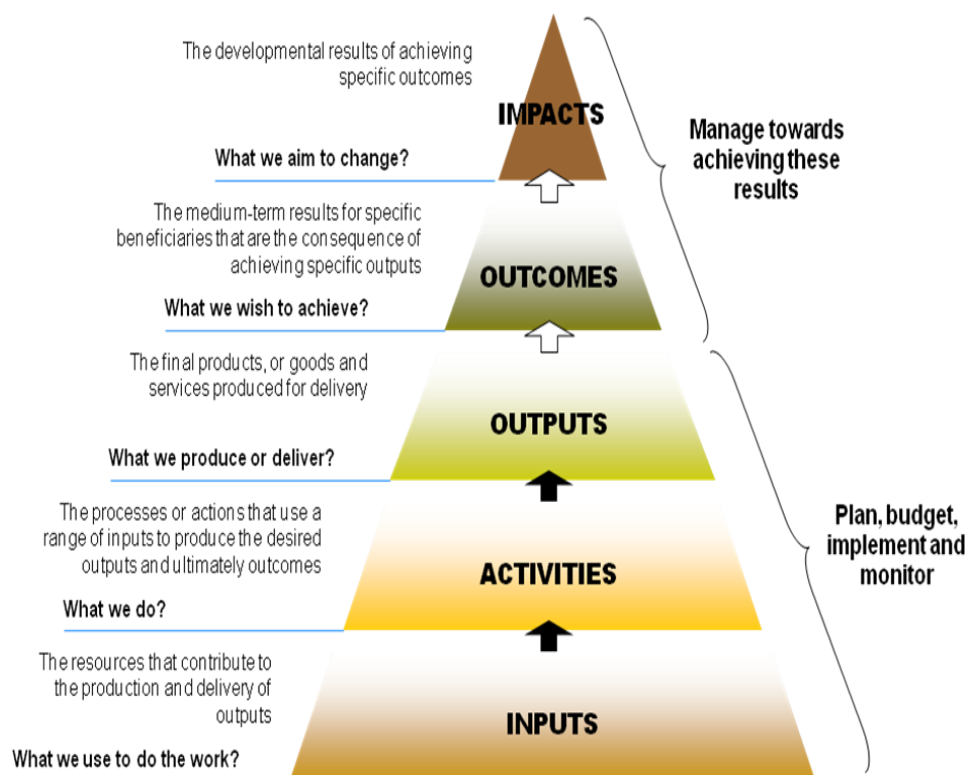 The developmental results of achieving
specific outcomes
IMPACTS
What we aim to change?
Manage towards
achieving these
results
The medium-term results for specific
beneficiaries that are the consequence of
achieving specific outputs
OUTCOMES
What we wish to achieve?
The final products, or goods and
services produced for delivery
OUTPUTS
What we produce or deliver?
Plan, budget,
implement and
monitor
The processes or actions that use a
range of inputs to produce the desired
outputs and ultimately outcomes
ACTIVITIES
What we do?
The resources that contribute to
the production and delivery of
outputs
INPUTS
What we use to do the work?